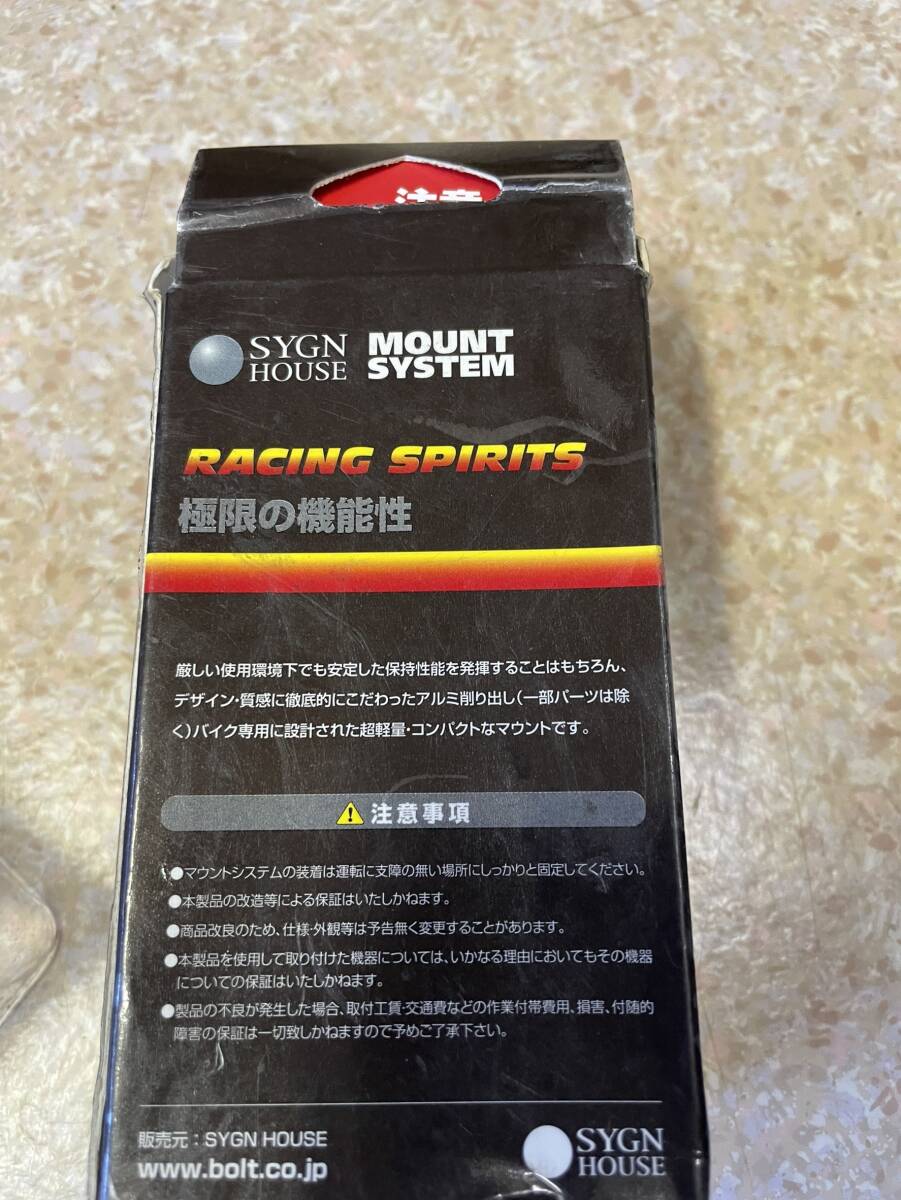 注意
SYGN
HOUSE
MOUNT
SYSTEM
RACING SPIRITS
極限の機能性
厳しい使用環境下でも安定した保持性能を発揮することはもちろん、
デザイン・質感に徹底的にこだわったアルミ削り出し(一部パーツは除
く)バイク専用に設計された超軽量・コンパクトなマウントです。
注意事項
●マウントシステムの装着は運転に支障の無い場所にしっかりと固定してください。
●本製品の改造等による保証はいたしかねます。
●商品改良のため、仕様・外観等は予告無く変更することがあります。
●本製品を使用して取り付けた機器については、いかなる理由においてもその機器
についての保証はいたしかねます。
●製品の不良が発生した場合、取付工賃・交通費などの作業付帯費用、損害、付随的
障害の保証は一切致しかねますので予めご了承下さい。
販売元：SYGN HOUSE
www.bolt.co.jp
SYGN
HOUSE